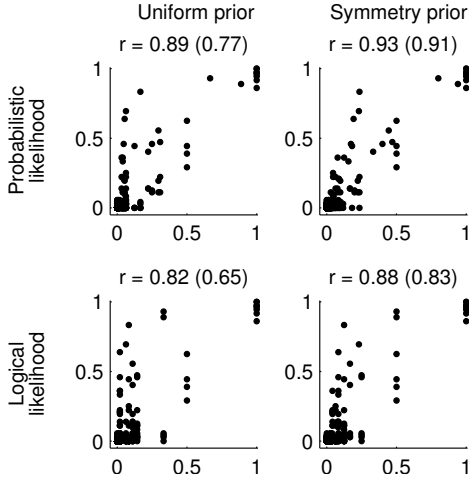 Uniform prior
Symmetry prior
r = 0.89 (0.77)
r = 0.93 (0.91)
Probabilistic
likelihood
1
0.5
0
0
0.5
1
1
0.5
0
0
0.5
1
r = 0.82 (0.65)
r = 0.88 (0.83)
Logical
likelihood
1
0.5
0
0
0.5
1
1
0.5
0
0
0.5
1